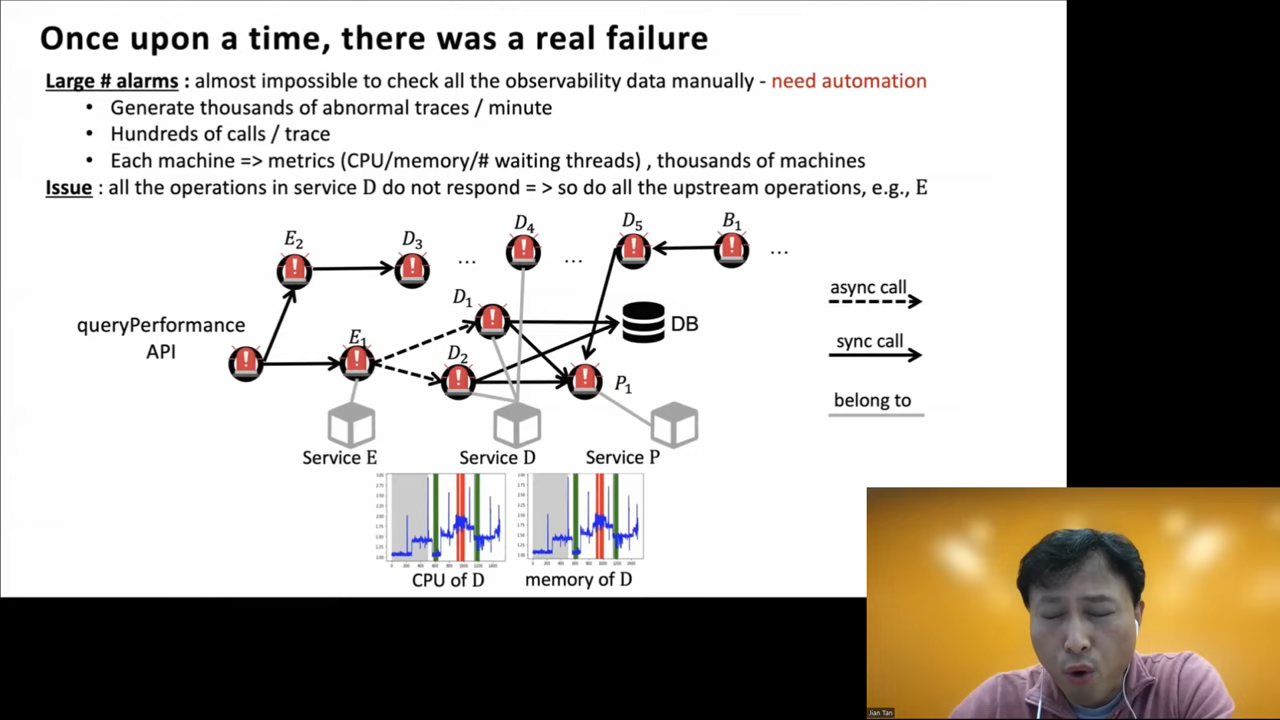 Once upon a time, there was a real failure
Large # alarms : almost impossible to check all the observability data manually - need automation
• Generate thousands of abnormal traces / minute
• Hundreds of calls / trace
• Each machine => metrics (CPU/memory/# waiting threads) , thousands of machines
Issue : all the operations in service D do not respond = > so do all the upstream operations, e.g., E
E2 D3 ... D4 ... D5 B1 ...
async call
D1
queryPerformance
API
DB
E1
D2
sync call
P1
belong to
Service E Service D Service P
CPU of D memory of D
Jian Tan